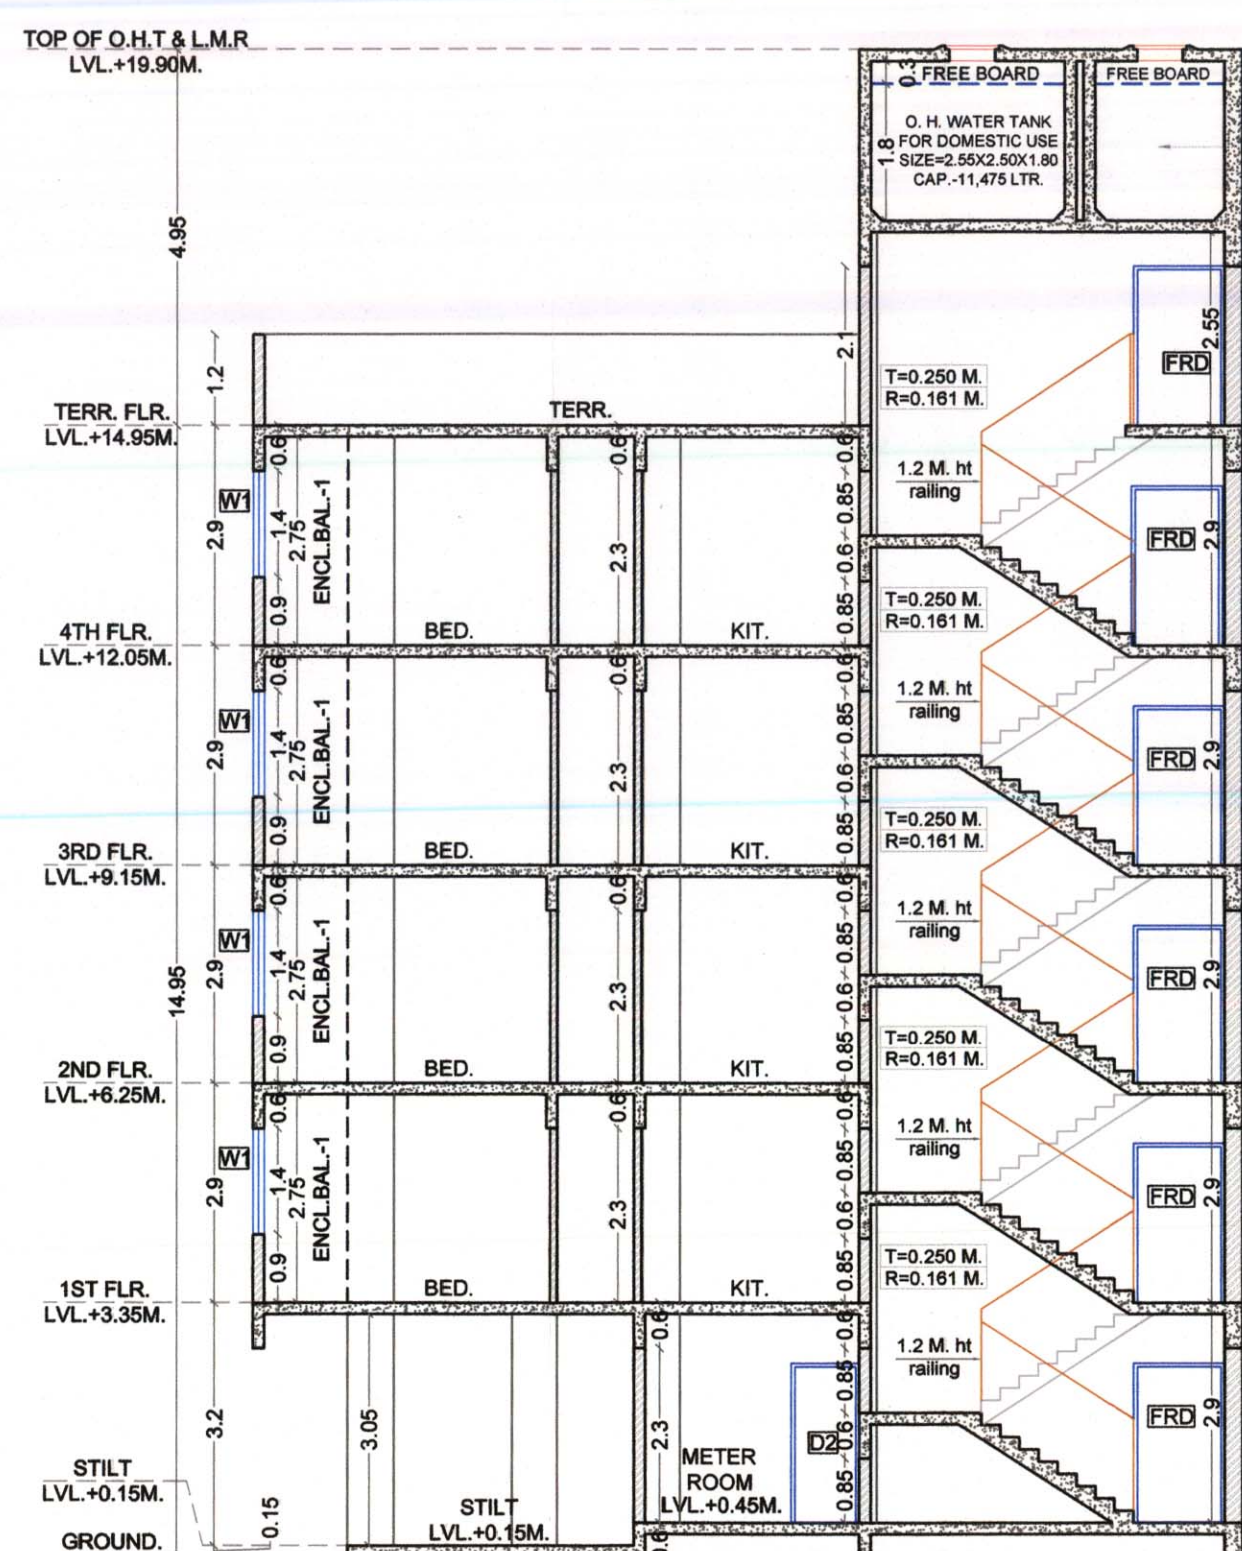 TOP OF O.H.T & L.M.R
LVL.+19.90M.
0.3
FREE BOARD
FREE BOARD
O. H. WATER TANK
FOR DOMESTIC USE
SIZE=2.55X2.50X1.80
CAP.-11,475 LTR.
1.8
4.95
1.2
2.1
2.55
FRD
T=0.250 M.
R=0.161 M.
TERR. FLR.
LVL.+14.95M.
TERR.
0.6
0.6
0.6
W1
1.4
2.75
ENCL.BAL.-1
2.9
0.9
2.3
0.85
0.6
0.85
1.2 M. ht
railing
FRD
2.9
T=0.250 M.
R=0.161 M.
4TH FLR.
LVL.+12.05M.
BED.
KIT.
0.6
0.6
0.6
W1
1.4
2.75
ENCL.BAL.-1
2.9
0.9
2.3
0.85
0.6
0.85
1.2 M. ht
railing
FRD
2.9
T=0.250 M.
R=0.161 M.
3RD FLR.
LVL.+9.15M.
BED.
KIT.
0.6
0.6
0.6
W1
1.4
2.75
ENCL.BAL.-1
2.9
0.9
2.3
0.85
0.6
0.85
1.2 M. ht
railing
FRD
2.9
14.95
T=0.250 M.
R=0.161 M.
2ND FLR.
LVL.+6.25M.
BED.
KIT.
0.6
0.6
0.6
W1
1.4
2.75
ENCL.BAL.-1
2.9
0.9
2.3
0.85
0.6
0.85
1.2 M. ht
railing
FRD
2.9
T=0.250 M.
R=0.161 M.
1ST FLR.
LVL.+3.35M.
BED.
KIT.
0.6
0.6
0.85
0.6
0.85
1.2 M. ht
railing
FRD
2.9
3.2
3.05
2.3
D2
METER
ROOM
LVL.+0.45M.
STILT
LVL.+0.15M.
STILT
LVL.+0.15M.
0.15
GROUND.
0.6